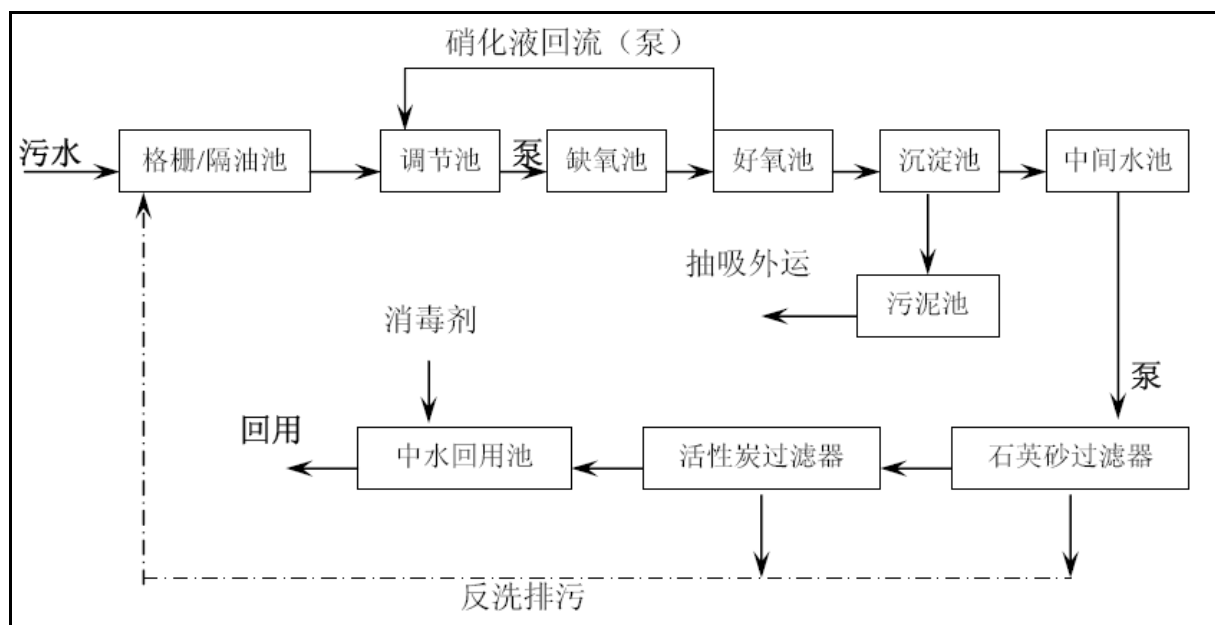 硝化液回流（泵）
污水
格栅/隔油池
调节池
泵
缺氧池
好氧池
沉淀池
中间水池
抽吸外运
污泥池
消毒剂
泵
回用
中水回用池
活性炭过滤器
石英砂过滤器
反洗排污